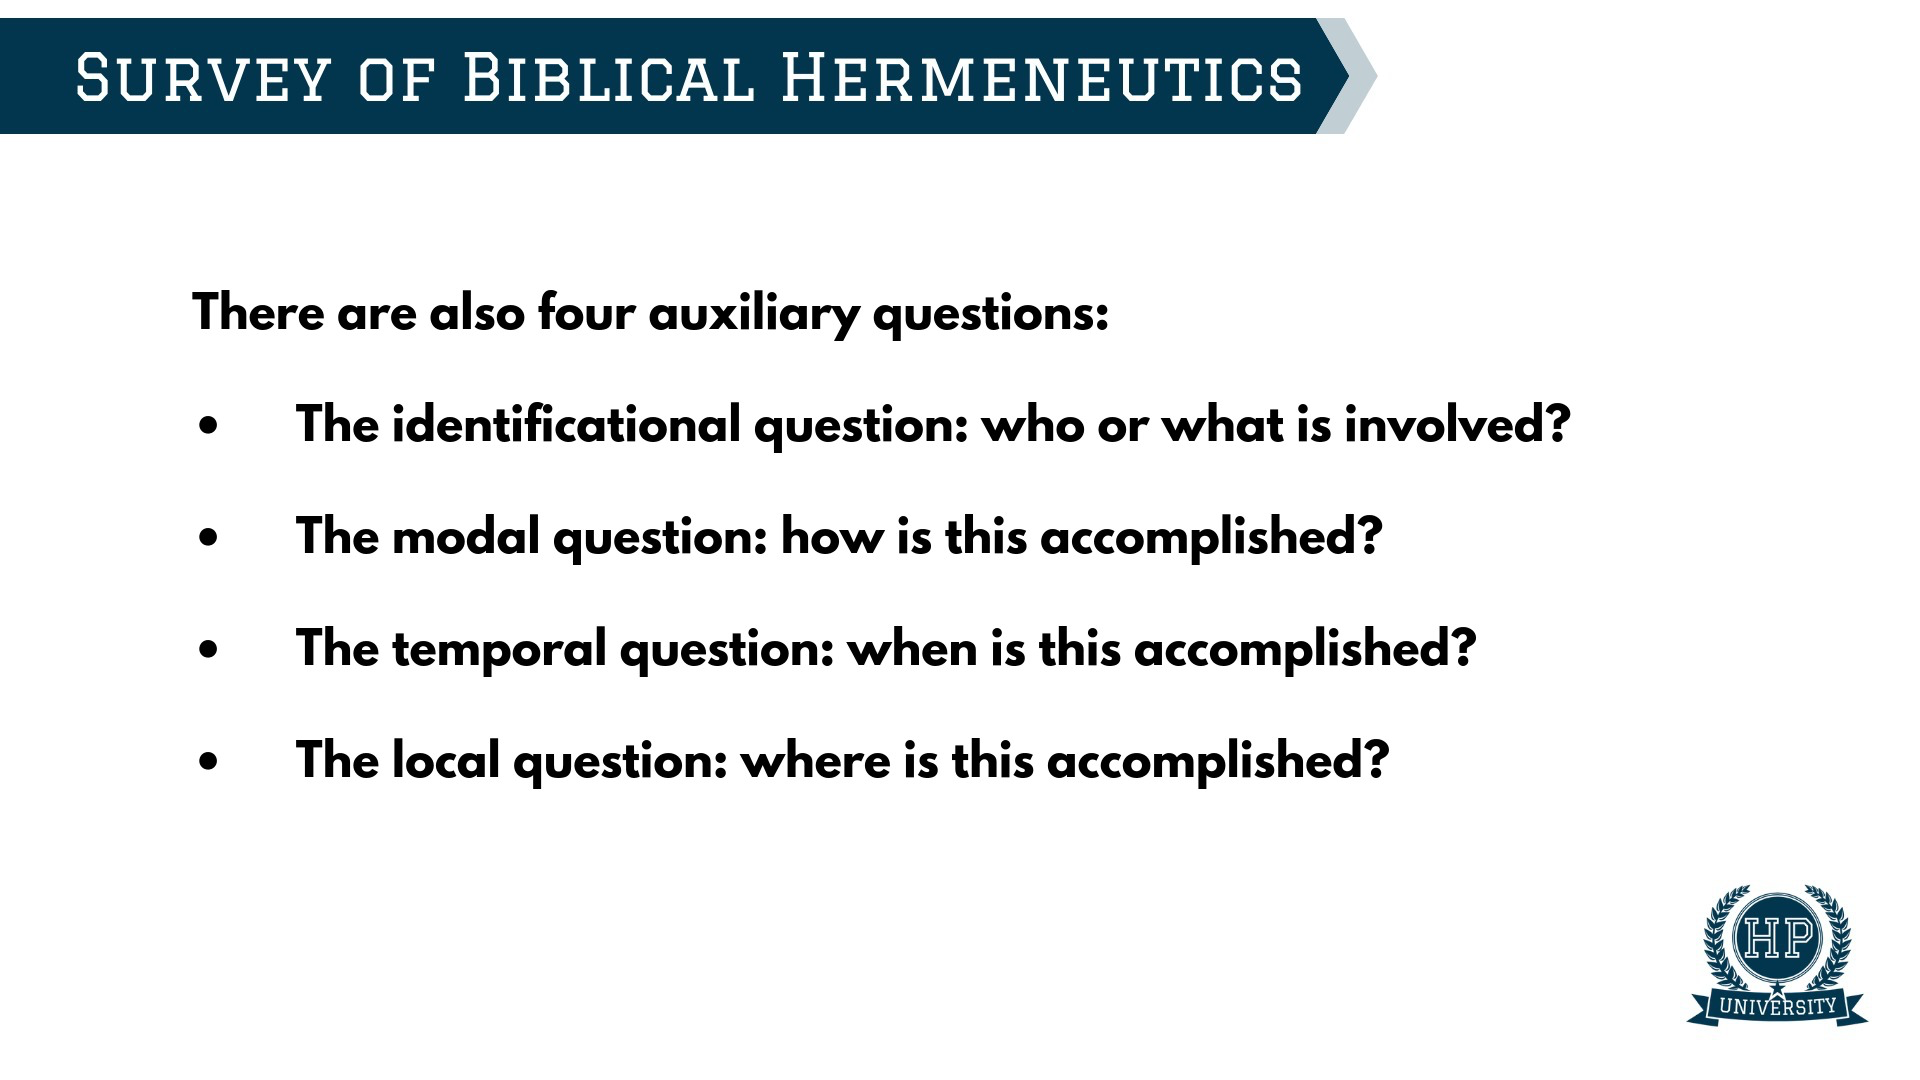 Survey of Biblical Hermeneutics
There are also four auxiliary questions:
• The identificational question: who or what is involved?
• The modal question: how is this accomplished?
• The temporal question: when is this accomplished?
• The local question: where is this accomplished?
HP
UNIVERSITY